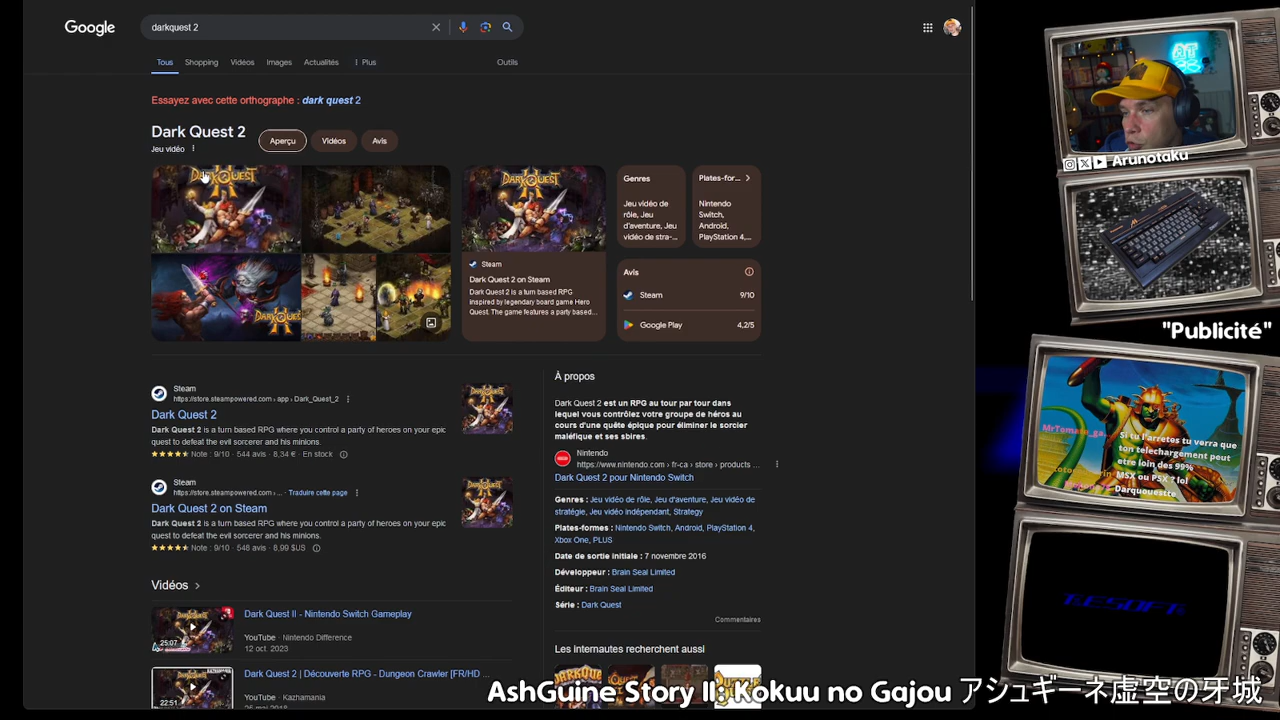 Google
darkquest 2
Tous
Shopping
Vidéos
Images
Actualités
Plus
Outils
Essayez avec cette orthographe : dark quest 2
Dark Quest 2
Jeu vidéo
Aperçu
Vidéos
Avis
Steam
Dark Quest 2 on Steam
Dark Quest 2 is a turn based RPG
inspired by legendary board game Hero
Quest. The game features a party based...
Genres
Jeu vidéo de
rôle, Jeu
d'aventure, Jeu
vidéo de stra-...
Plates-for...
Nintendo
Switch,
Android,
PlayStation 4,...
Avis
Steam 9/10
Google Play 4,2/5
Steam
https://store.steampowered.com › app › Dark_Quest_2
Dark Quest 2
Dark Quest 2 is a turn based RPG where you control a party of heroes on your epic
quest to defeat the evil sorcerer and his minions.
Note : 9/10 · 544 avis · 8,34 € · En stock
Steam
https://store.steampowered.com › ... · Traduire cette page
Dark Quest 2 on Steam
Dark Quest 2 is a turn based RPG where you control a party of heroes on your epic
quest to defeat the evil sorcerer and his minions.
Note : 9/10 · 548 avis · 8,99 $US
Vidéos
25:07
Dark Quest II - Nintendo Switch Gameplay
YouTube · Nintendo Difference
12 oct. 2023
22:51
Dark Quest 2 | Découverte RPG - Dungeon Crawler [FR/HD ...
YouTube · Kazhamania
26 mai 2018
À propos
Dark Quest 2 est un RPG au tour par tour dans
lequel vous contrôlez votre groupe de héros au
cours d'une quête épique pour éliminer le sorcier
maléfique et ses sbires.
Nintendo
https://www.nintendo.com › fr-ca › store › products ...
Dark Quest 2 pour Nintendo Switch
Genres : Jeu vidéo de rôle, Jeu d'aventure, Jeu vidéo de
stratégie, Jeu vidéo indépendant, Strategy
Plates-formes : Nintendo Switch, Android, PlayStation 4,
Xbox One, PLUS
Date de sortie initiale : 7 novembre 2016
Développeur : Brain Seal Limited
Éditeur : Brain Seal Limited
Série : Dark Quest
Commentaires
Les internautes recherchent aussi
Arunotaku
"Publicité"
Si tu l'arretes tu verra que
ton telechargement peut
etre loin des 99%
MSX ou PSX ? lol
Darquouestte
AshGuine Story II: Kokuu no Gajou アシュギーネ虚空の牙城